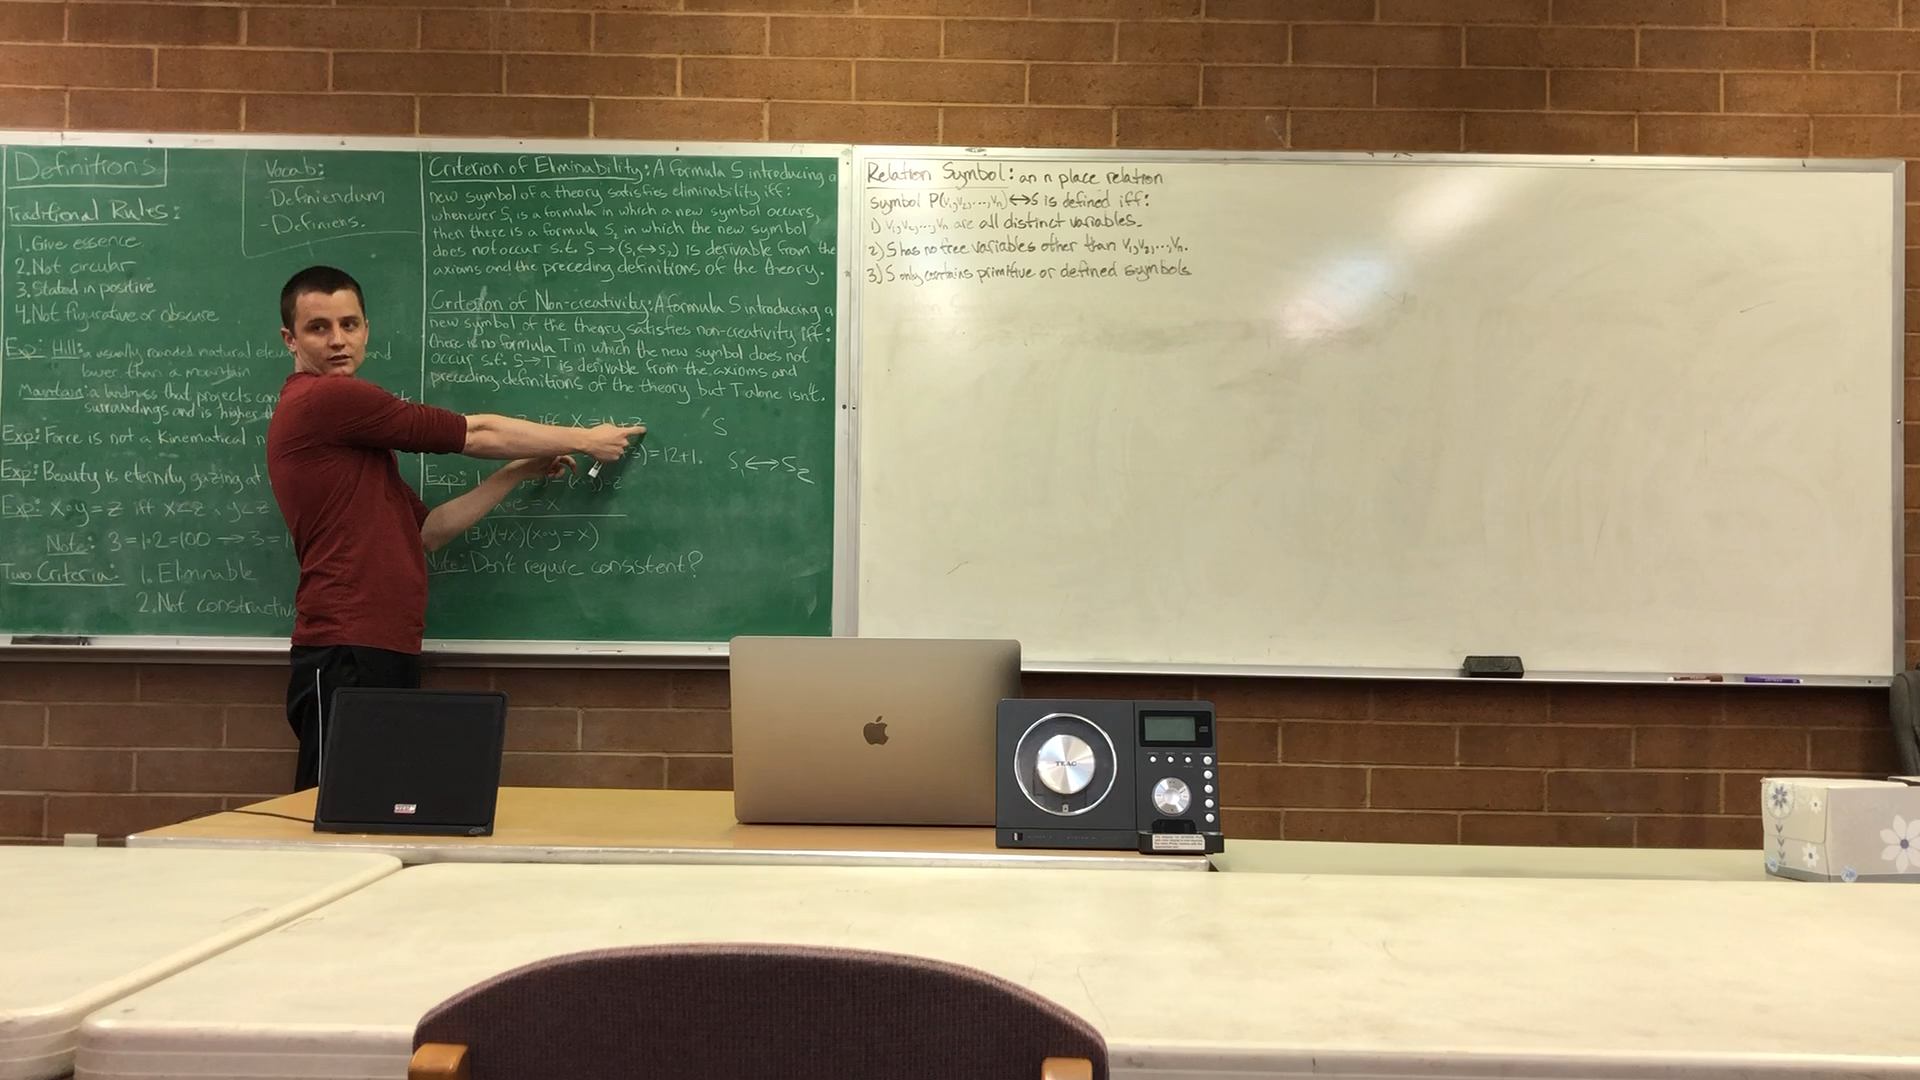 Definitions
Traditional Rules:
1. Give essence
2. Not circular
3. Stated in positive
4. Not figurative or obscure
Exp: Hill: a usually rounded natural and
lower than a mountain
Mountain: a landmass that projects
surroundings and is higher
Exp: Force is not a Kinematical
Exp: Beauty is eternity gazing at
Exp: x∘y=z iff x<z, y<z
Note: 3=1∘2=100 → 3=1
Two Criteria: 1. Elminable
2. Not constructive
Vocab:
-Definiendum
-Definiens.
Criterion of Elminability: A formula S introducing a
new symbol of a theory satisfies eliminability iff:
whenever S₁ is a formula in which a new symbol occurs,
then there is a formula S₂ in which the new symbol
does not occur s.t. S→(S₁↔S₂) is derivable from the
axioms and the preceding definitions of the theory.
Criterion of Non-creativity: A formula S introducing a
new symbol of the theory satisfies non-creativity iff:
there is no formula T in which the new symbol does not
occur s.t. S→T is derivable from the axioms and
preceding definitions of the theory but T alone isn't.
iff x= +z
S
)=12+1.
S₁↔S₂
Exp:
=x
(∃y)(∀x)(x∘y=x)
Note: Don't require consistent?
Relation Symbol: an n place relation
symbol P(v₁,v₂,...,vₙ)↔S is defined iff:
1) v₁,v₂,...,vₙ are all distinct variables.
2) S has no free variables other than v₁,v₂,...,vₙ.
3) S only contains primitive or defined symbols
TEAC